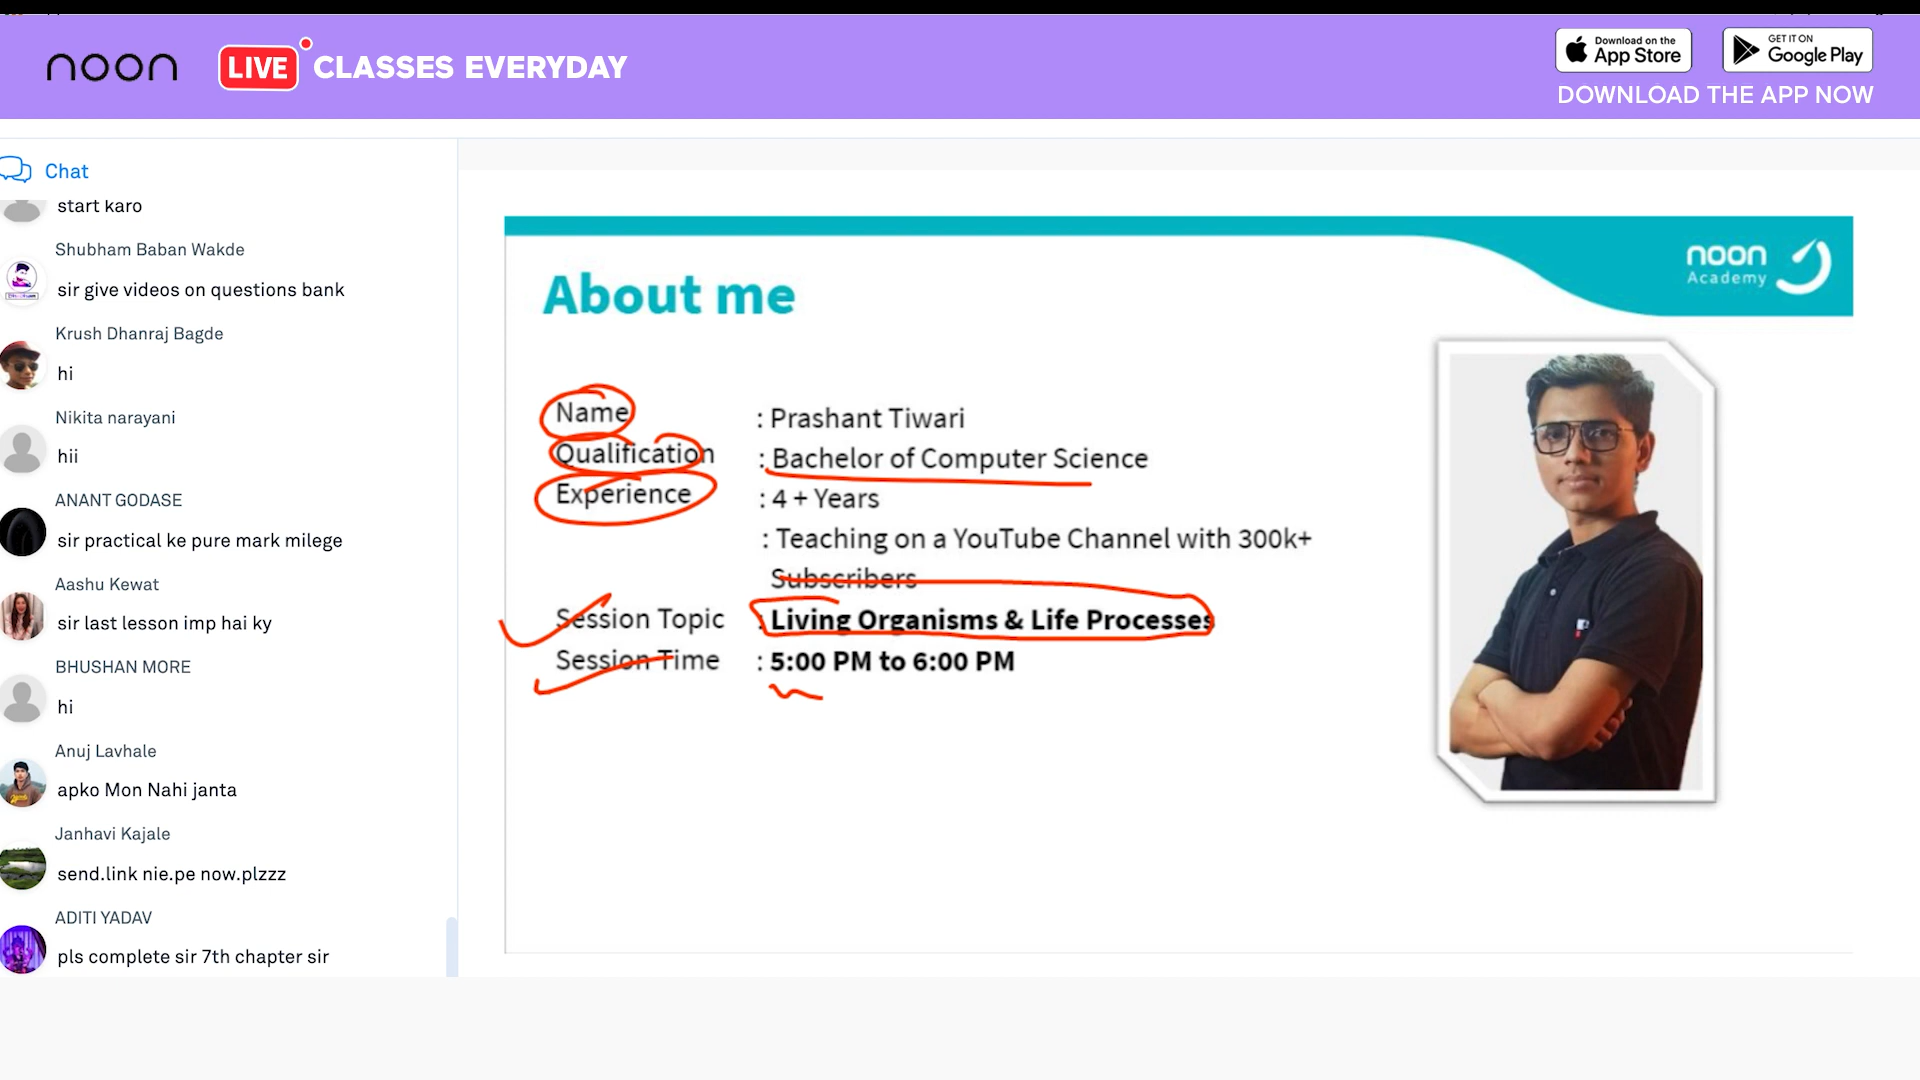 noon LIVE CLASSES EVERYDAY
Download on the App Store
GET IT ON Google Play
DOWNLOAD THE APP NOW
Chat
start karo
Shubham Baban Wakde
sir give videos on questions bank
Krush Dhanraj Bagde
hi
Nikita narayani
hii
ANANT GODASE
sir practical ke pure mark milege
Aashu Kewat
sir last lesson imp hai ky
BHUSHAN MORE
hi
Anuj Lavhale
apko Mon Nahi janta
Janhavi Kajale
send.link nie.pe now.plzzz
ADITI YADAV
pls complete sir 7th chapter sir
noon
Academy
About me
Name : Prashant Tiwari
Qualification : Bachelor of Computer Science
Experience : 4 + Years
: Teaching on a YouTube Channel with 300k+
Subscribers
Session Topic : Living Organisms & Life Processes
Session Time : 5:00 PM to 6:00 PM